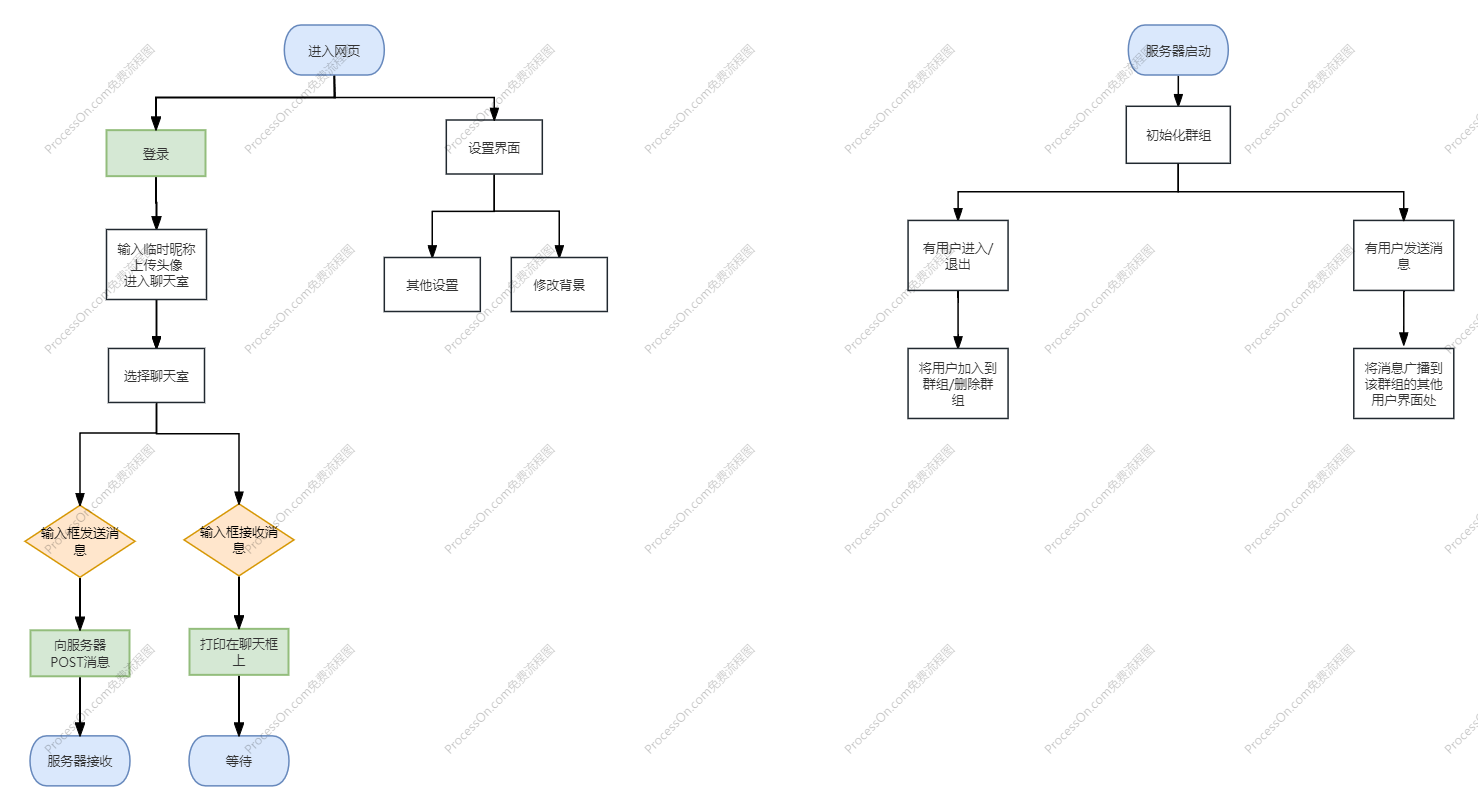 进入网页
登录
输入临时昵称
上传头像
进入聊天室
选择聊天室
输入框发送消
息
向服务器
POST消息
服务器接收
输入框接收消
息
打印在聊天框
上
等待
设置界面
其他设置
修改背景
服务器启动
初始化群组
有用户进入/
退出
将用户加入到
群组/删除群
组
有用户发送消
息
将消息广播到
该群组的其他
用户界面处
ProcessOn.com免费流程图